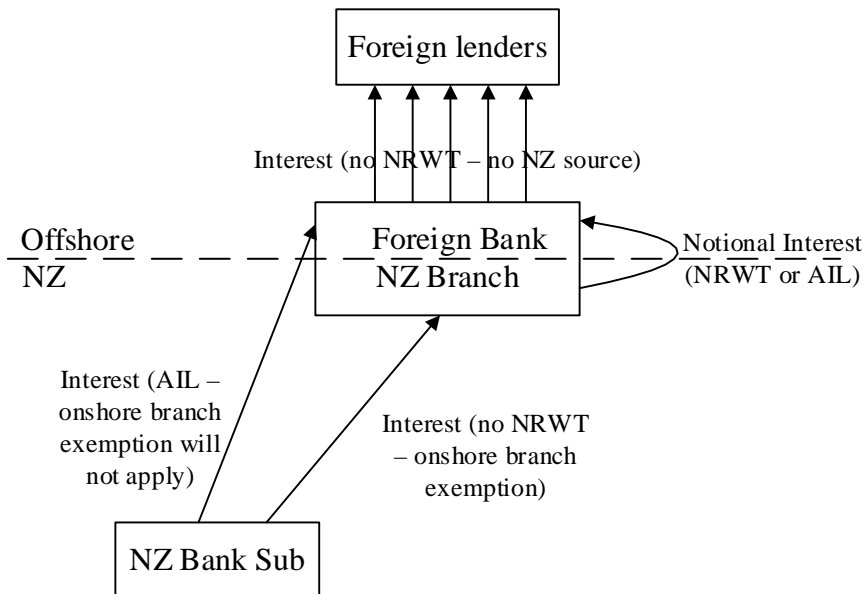 Foreign lenders
Interest (no NRWT – no NZ source)
Offshore
NZ
Foreign Bank
NZ Branch
Notional Interest
(NRWT or AIL)
Interest (AIL –
onshore branch
exemption will
not apply)
Interest (no NRWT
– onshore branch
exemption)
NZ Bank Sub